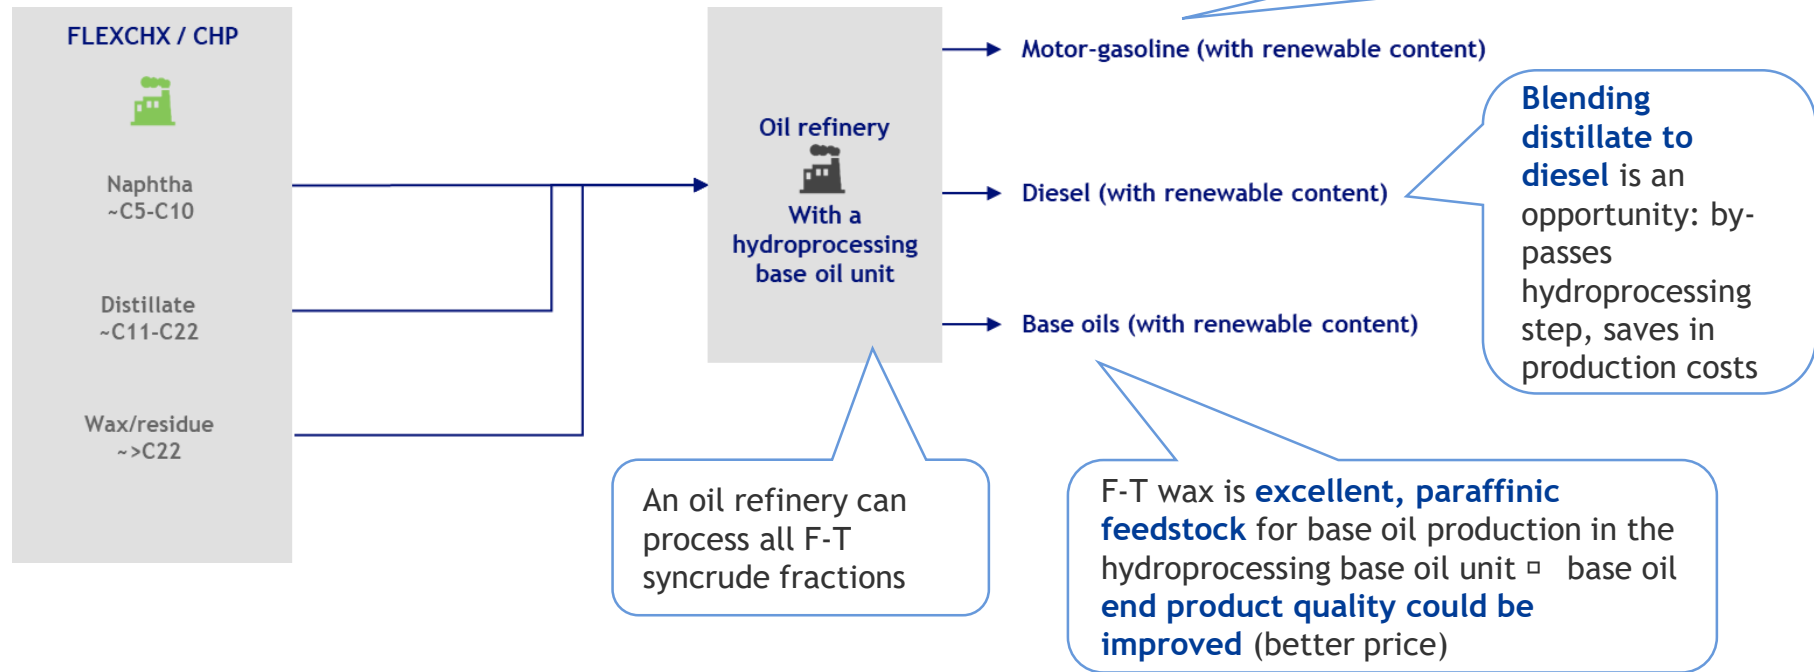 FLEXCHX / CHP
Naphtha
~C5-C10
Distillate
~C11-C22
Wax/residue
~>C22
Oil refinery
With a
hydroprocessing
base oil unit
Motor-gasoline (with renewable content)
Diesel (with renewable content)
Base oils (with renewable content)
Blending
distillate to
diesel is an
opportunity: by-
passes
hydroprocessing
step, saves in
production costs
An oil refinery can
process all F-T
syncrude fractions
F-T wax is excellent, paraffinic
feedstock for base oil production in the
hydroprocessing base oil unit ▫ base oil
end product quality could be
improved (better price)